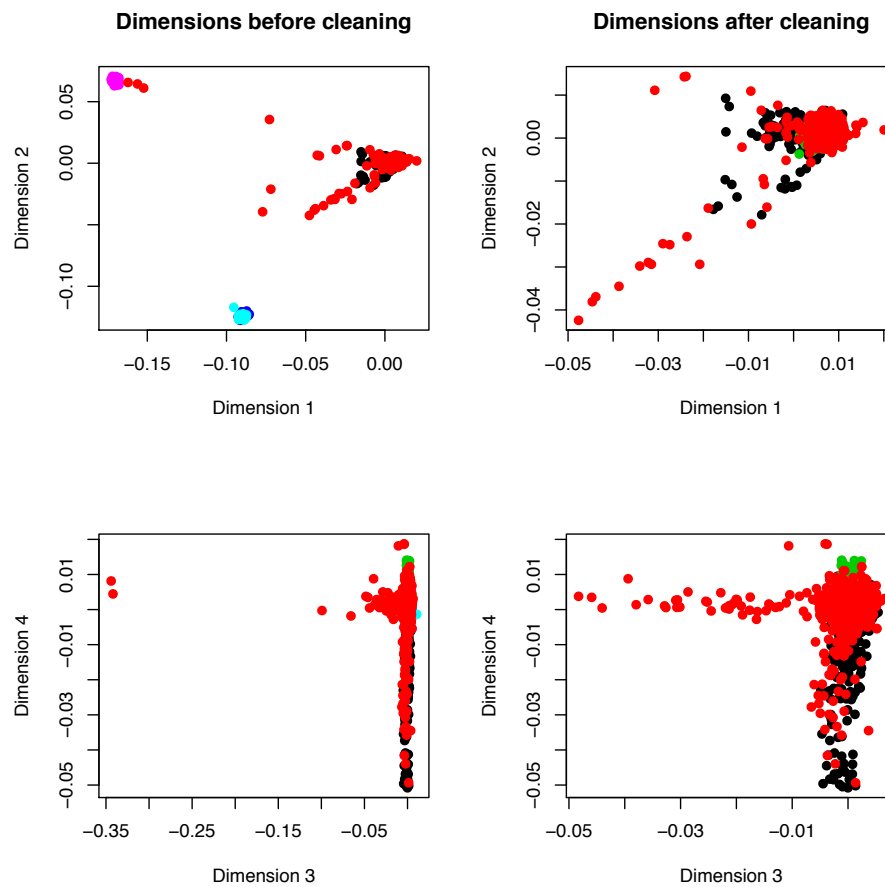 Dimensions before cleaning
Dimension 2
0.05
0.00
−0.10
−0.15
−0.10
−0.05
0.00
Dimension 1
Dimensions after cleaning
Dimension 2
0.00
−0.02
−0.04
−0.05
−0.03
−0.01
0.01
Dimension 1
Dimension 4
0.01
−0.01
−0.03
−0.05
−0.35
−0.25
−0.15
−0.05
Dimension 3
Dimension 4
0.01
−0.01
−0.03
−0.05
−0.05
−0.03
−0.01
Dimension 3